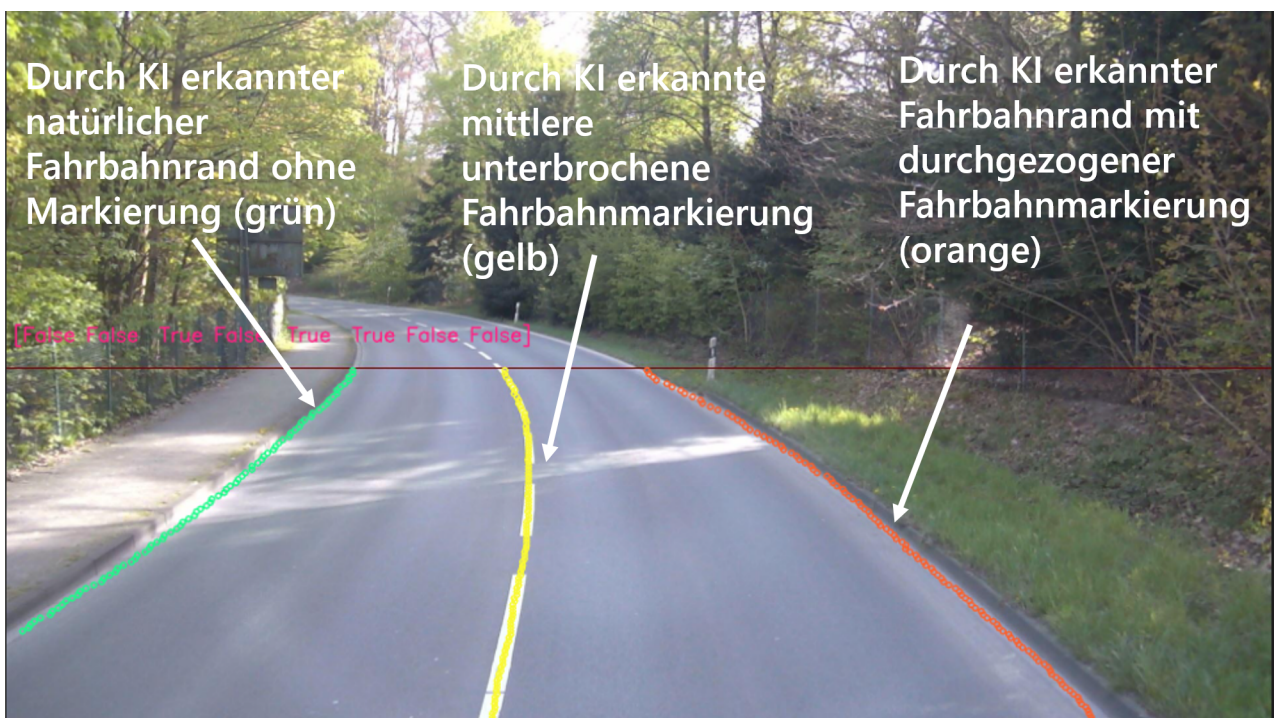 Durch KI erkannter
natürlicher
Fahrbahnrand ohne
Markierung (grün)
Durch KI erkannte
mittlere
unterbrochene
Fahrbahnmarkierung
(gelb)
Durch KI erkannter
Fahrbahnrand mit
durchgezogener
Fahrbahnmarkierung
(orange)
[False False True False True True False False]